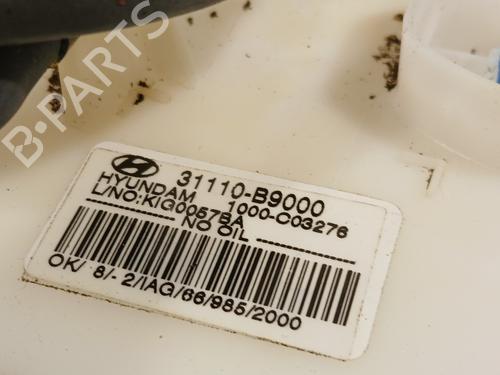 B-PARTS
31110-B9000
HYUNDAM 1000-C03276
L/NO:KIG0057BA
NO OIL
OK/ 8/-2/IAG/66/985/2000